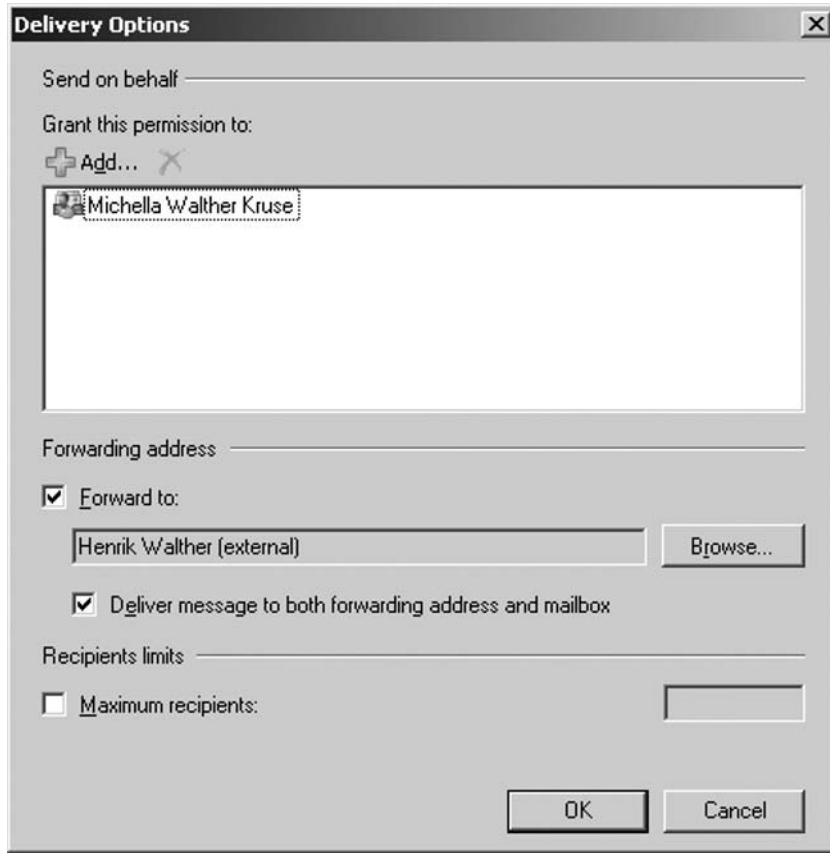 Delivery Options
Send on behalf
Grant this permission to:
Add...
Michella Walther Kruse
Forwarding address
Forward to:
Henrik Walther (external)
Browse...
Deliver message to both forwarding address and mailbox
Recipients limits
Maximum recipients:
OK
Cancel